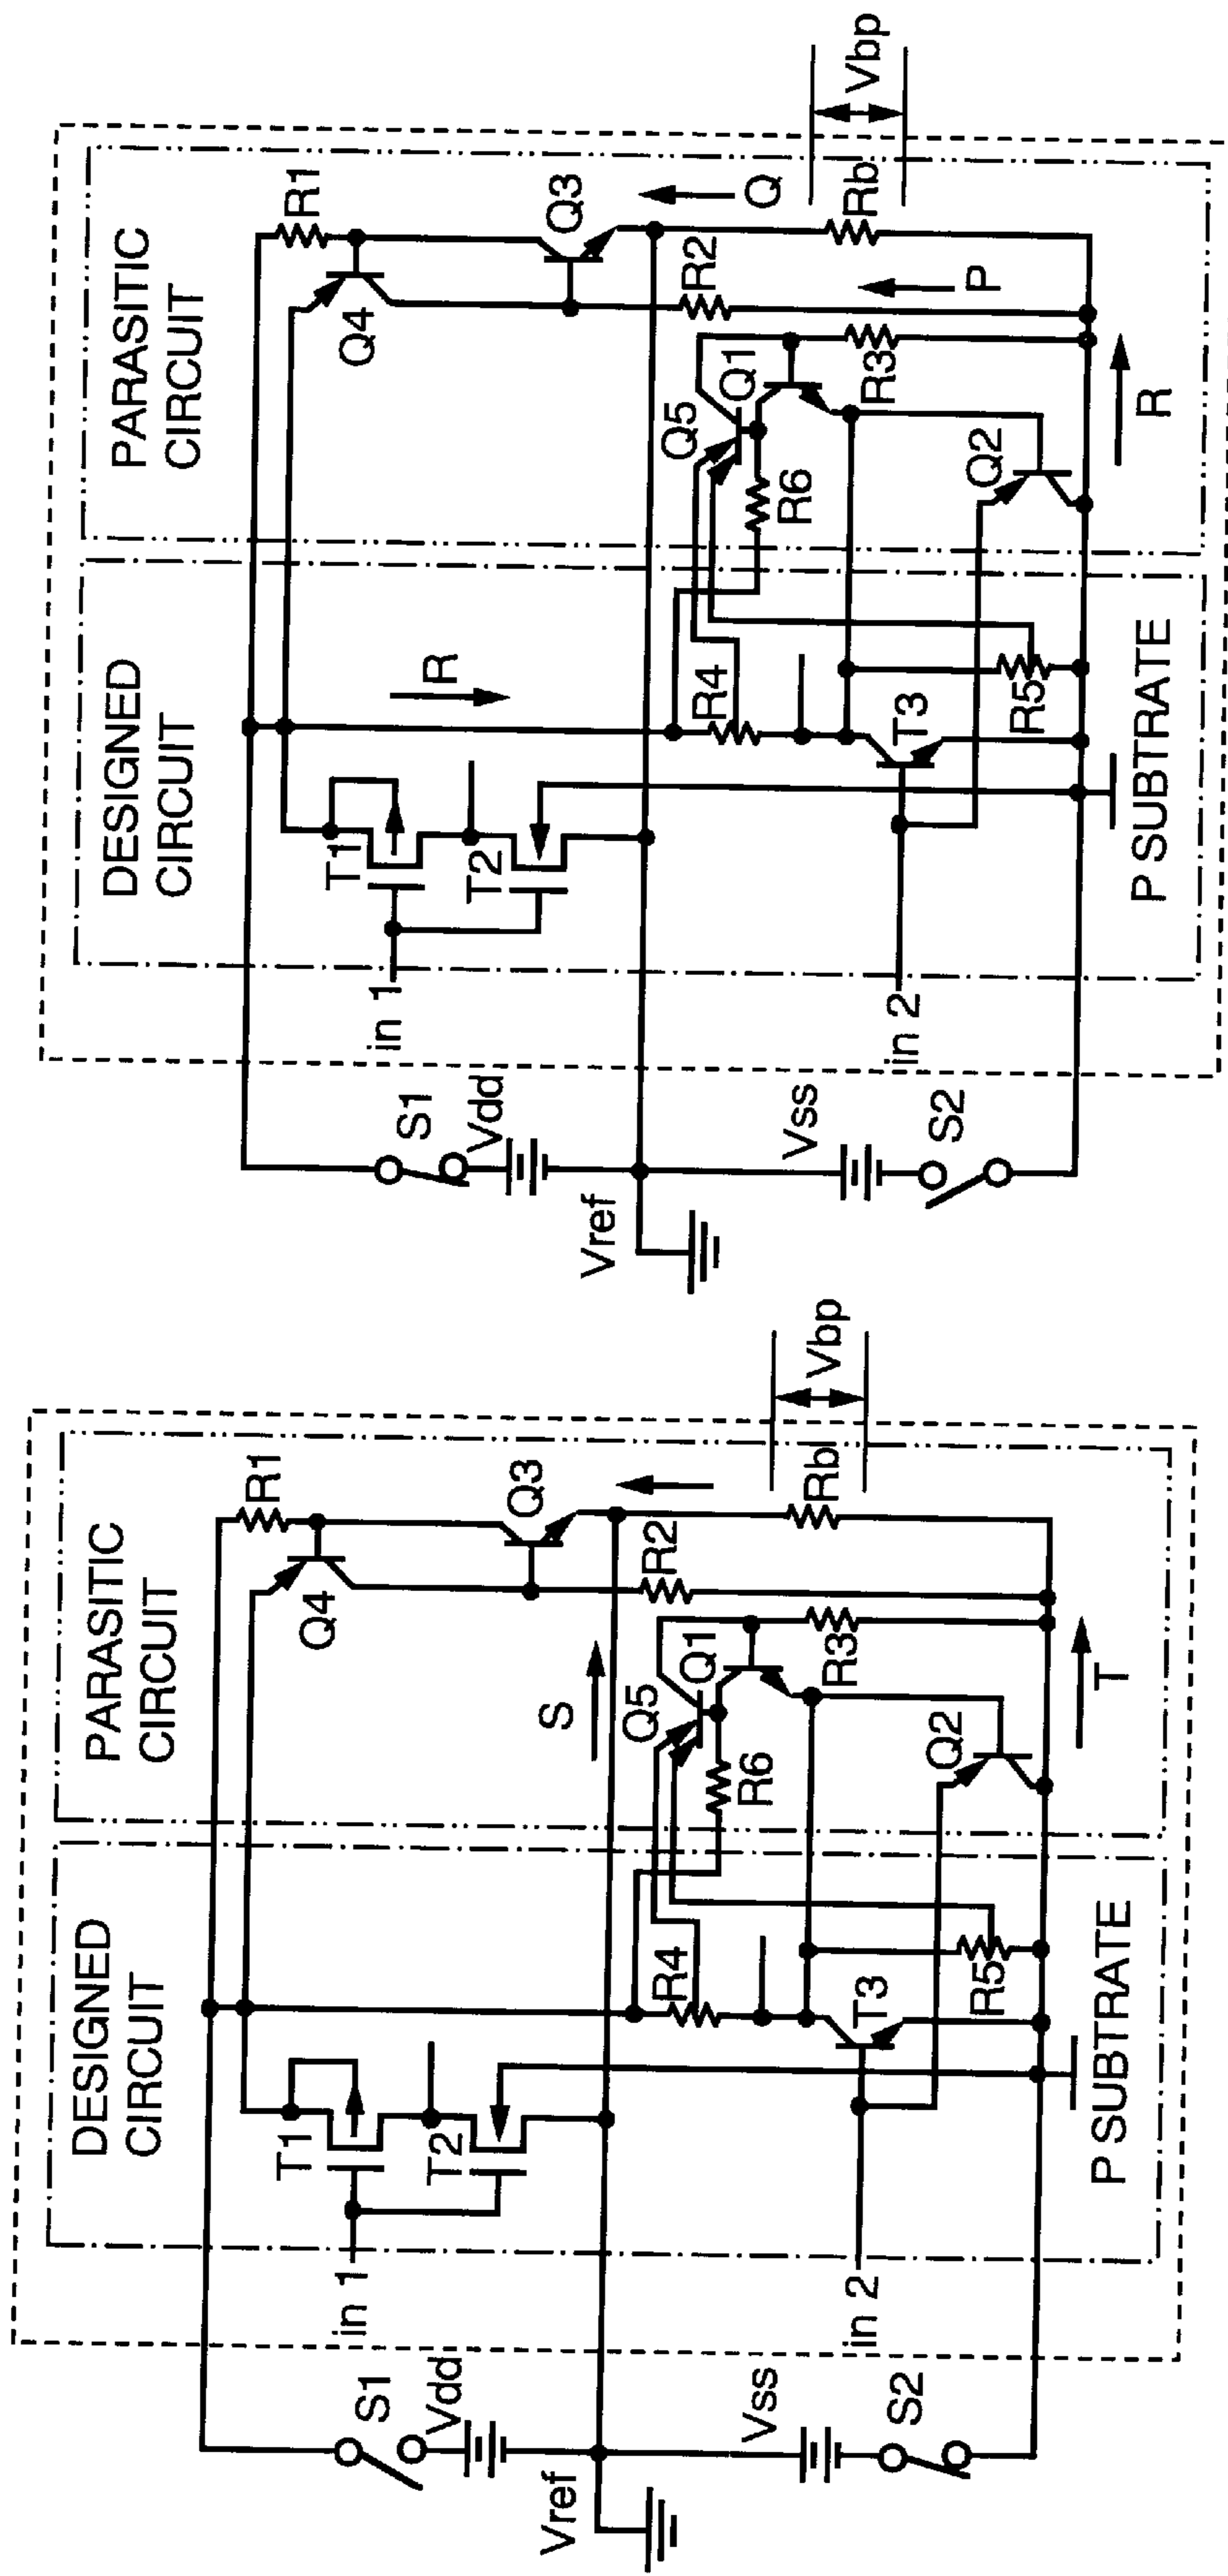 PARASITIC
CIRCUIT
DESIGNED
CIRCUIT
R1
Q4
Q3
Q
R
T1
T2
in 1
S1
Vdd
Vref
R2
P
Rb
Vbp
Q5
Q1
R3
R6
R4
Q2
R
T3
R5
in 2
Vss
S2
P SUBTRATE
PARASITIC
CIRCUIT
DESIGNED
CIRCUIT
R1
Q4
Q3
T1
T2
in 1
S1
Vdd
Vref
S
R2
Rb
Vbp
Q5
Q1
R3
R6
R4
Q2
T
T3
R5
in 2
Vss
S2
P SUBTRATE